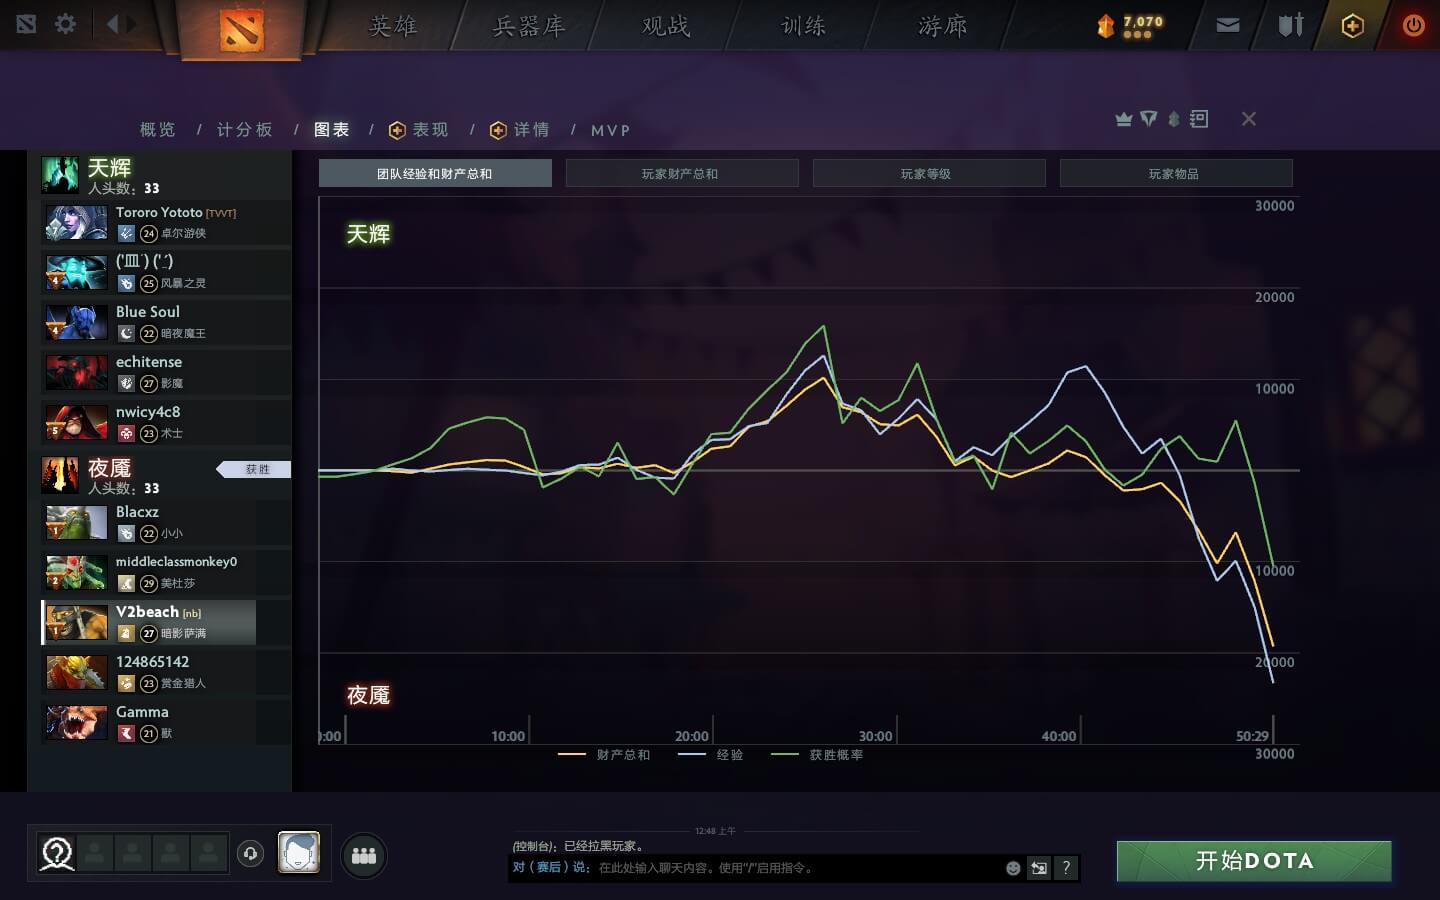 英雄
兵器库
观战
训练
游廊
7,070
概览 / 计分板 / 图表 / 表现 / 详情 / MVP
天辉
人头数：33
Tororo Yototo [TVVT]
7
24 卓尔游侠
('皿`) ('_')
4
25 风暴之灵
Blue Soul
4
22 暗夜魔王
echitense
27 影魔
nwicy4c8
5
23 术士
夜魇
获胜
人头数：33
Blacxz
1
22 小小
middleclassmonkey0
2
29 美杜莎
V2beach [nb]
1
27 暗影萨满
124865142
23 赏金猎人
Gamma
21 兽
团队经验和财产总和
玩家财产总和
玩家等级
玩家物品
天辉
30000
20000
10000
10000
20000
夜魇
0:00
10:00
20:00
30:00
40:00
50:29
30000
财产总和
经验
获胜概率
12:48 上午
(控制台)：已经拉黑玩家。
对（赛后）说：在此处输入聊天内容。使用"/"启用指令。
?
开始DOTA